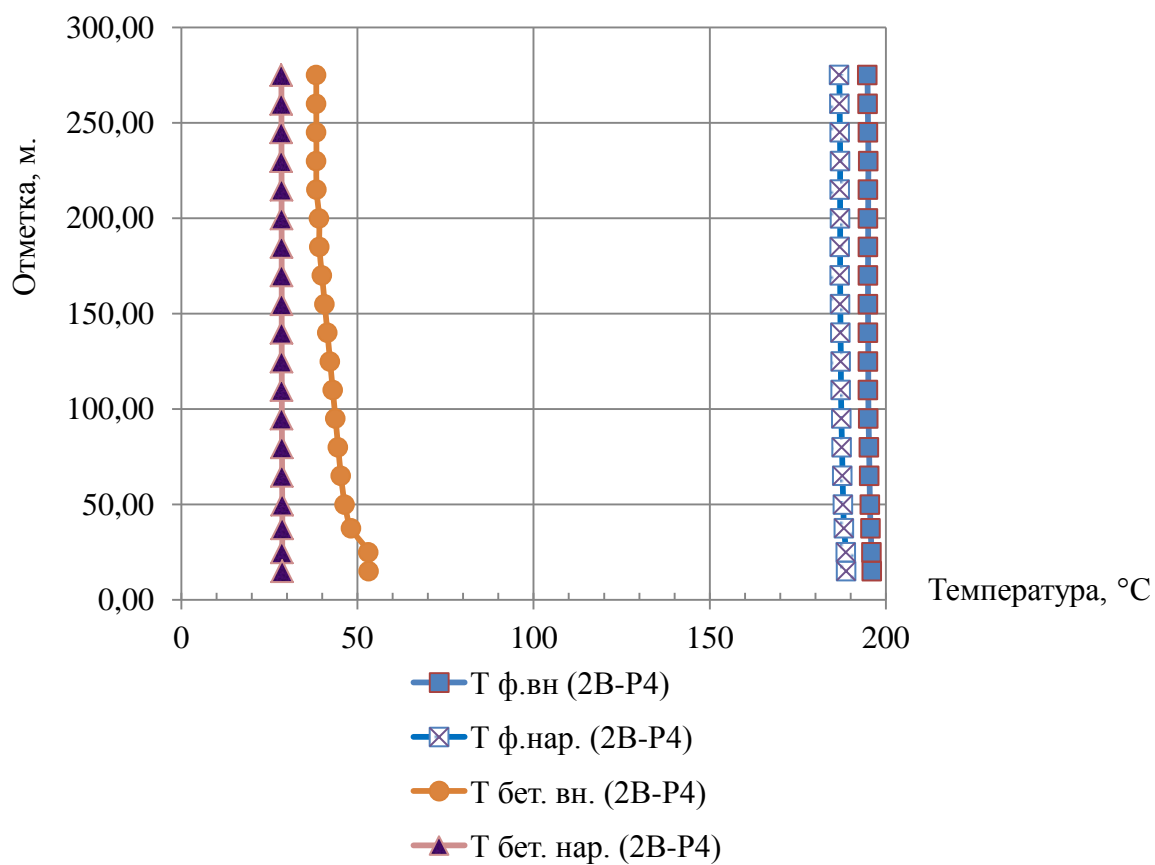 300,00
250,00
200,00
150,00
100,00
50,00
0,00
Отметка, м.
0
50
100
150
200
Температура, °С
Т ф.вн (2В-Р4)
Т ф.нар. (2В-Р4)
Т бет. вн. (2В-Р4)
Т бет. нар. (2В-Р4)